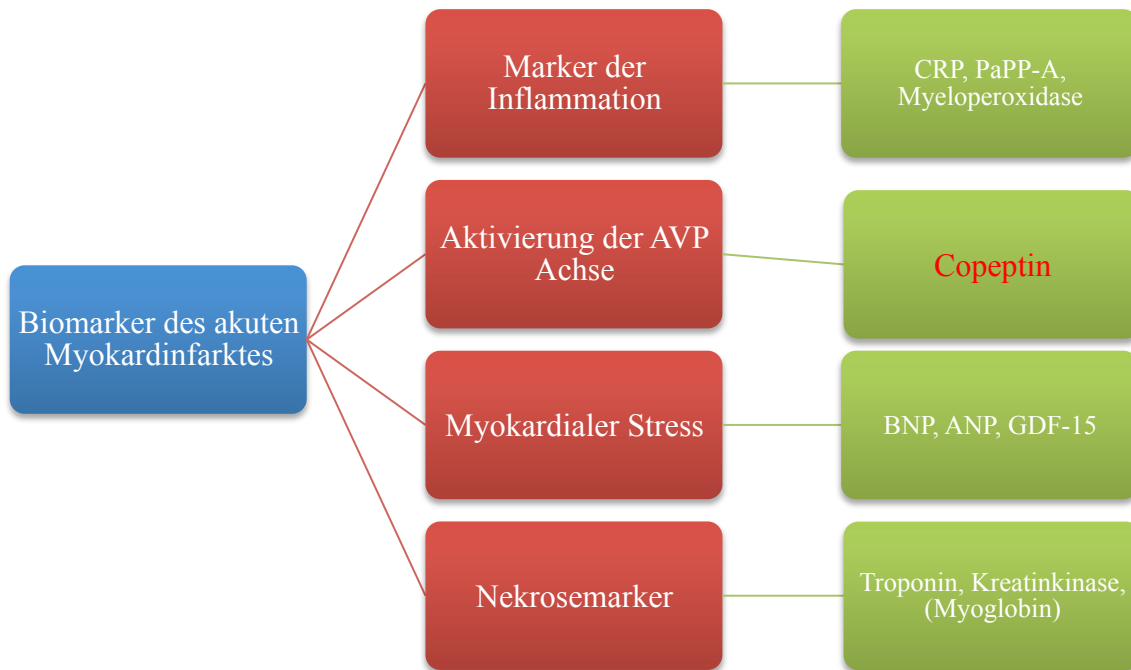 Marker der
Inflammation
CRP, PaPP-A,
Myeloperoxidase
Aktivierung der AVP
Achse
Copeptin
Biomarker des akuten
Myokardinfarktes
Myokardialer Stress
BNP, ANP, GDF-15
Nekrosemarker
Troponin, Kreatinkinase,
(Myoglobin)